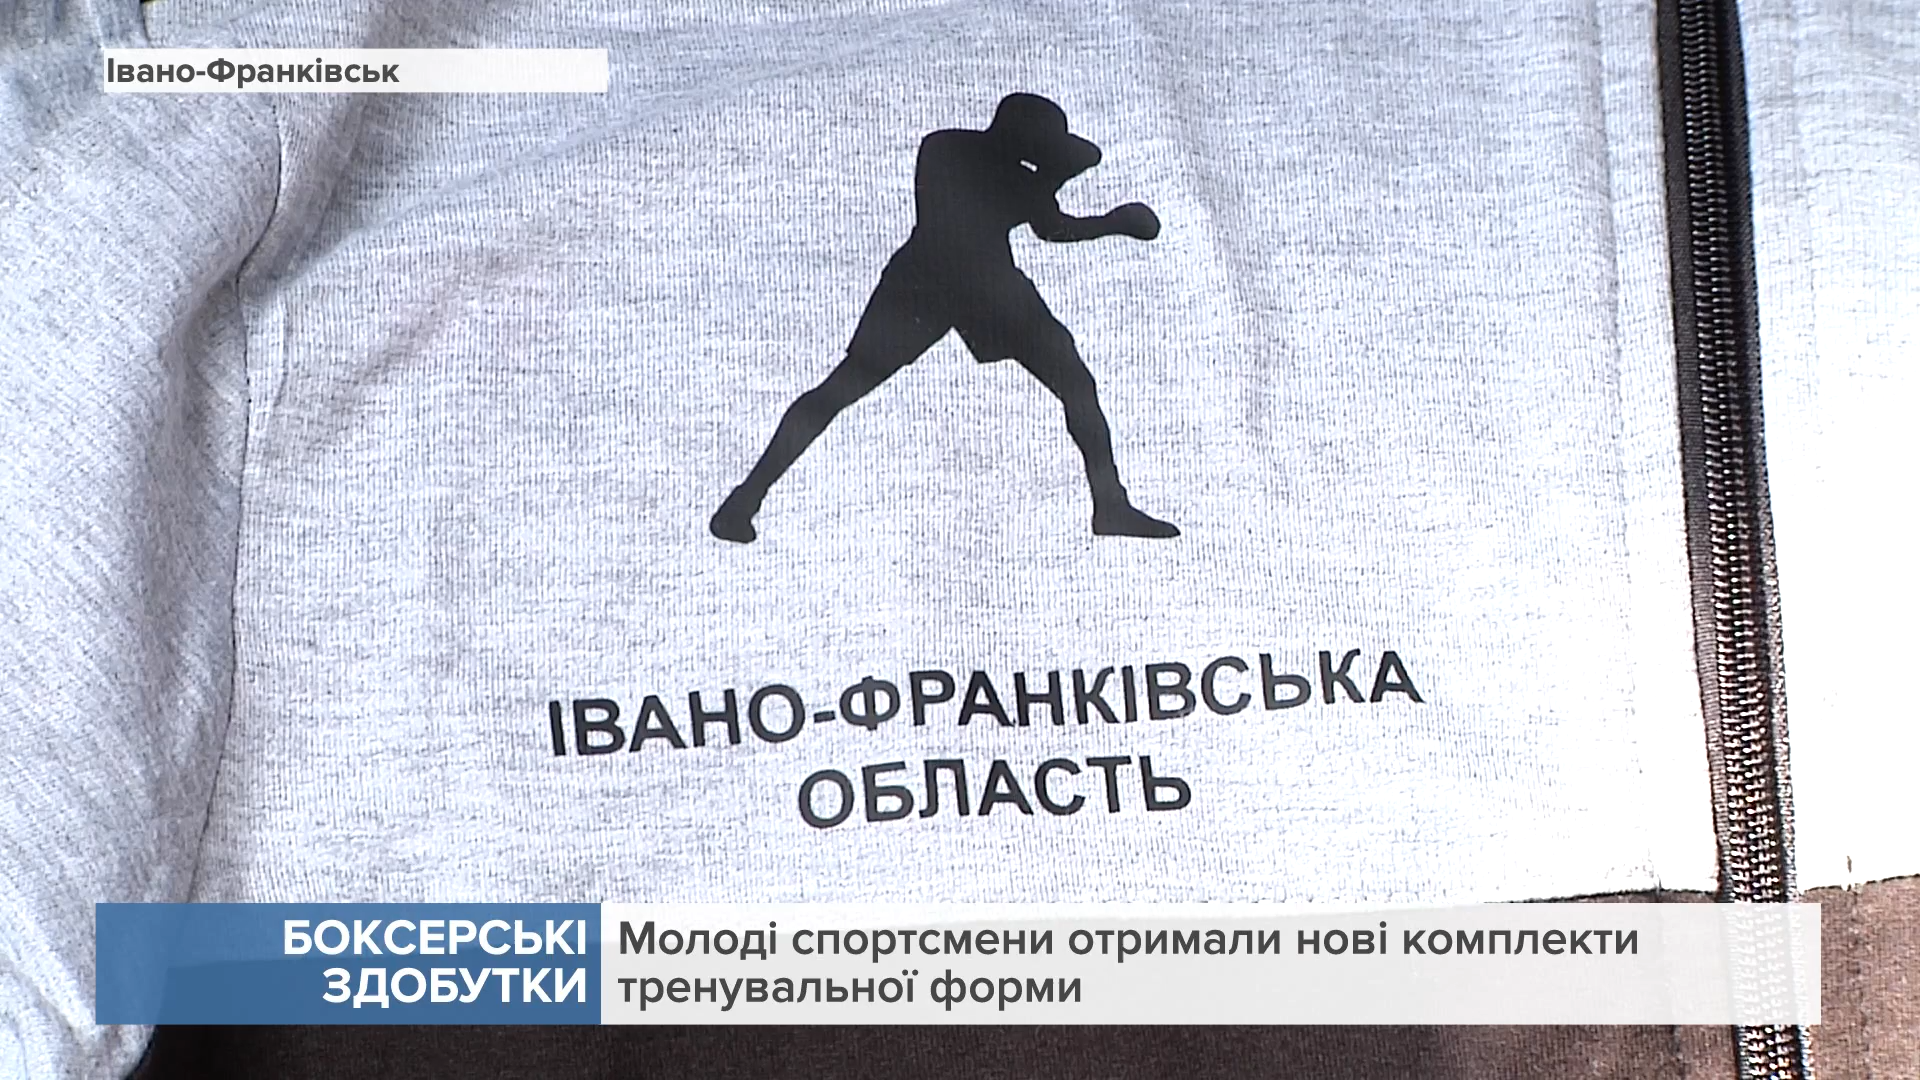 Івано-Франківськ
ІВАНО-ФРАНКІВСЬКА
ОБЛАСТЬ
БОКСЕРСЬКІ
ЗДОБУТКИ
Молоді спортсмени отримали нові комплекти
тренувальної форми